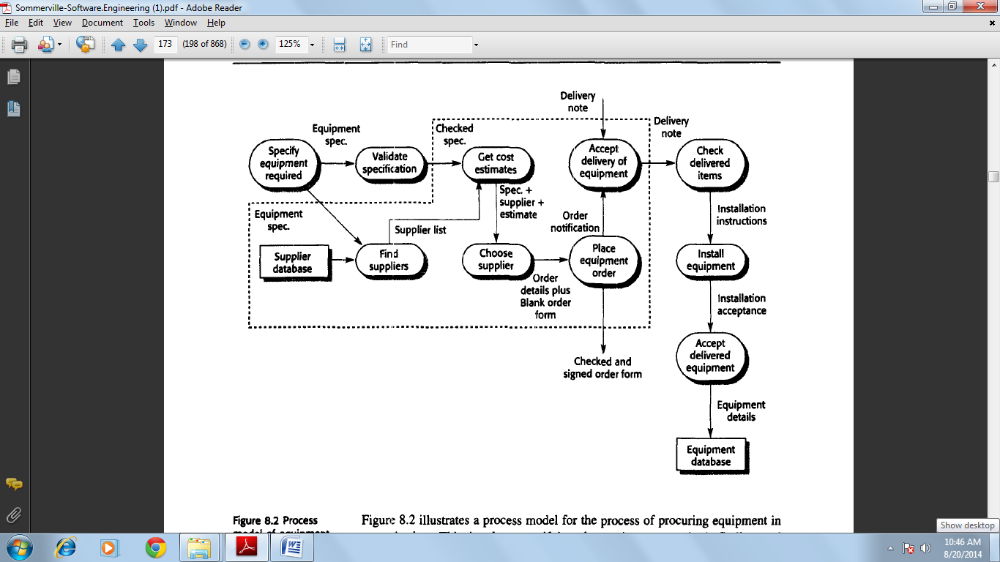 Sommerville-Software.Engineering (1).pdf - Adobe Reader
File Edit View Document Tools Window Help
173 (198 of 868) 125% Find
Delivery
note
Delivery
note
Equipment
spec.
Checked
spec.
Specify
equipment
required
Validate
specification
Get cost
estimates
Accept
delivery of
equipment
Check
delivered
items
Spec. +
supplier +
estimate
Equipment
spec.
Supplier list
Order
notification
Installation
instructions
Supplier
database
Find
suppliers
Choose
supplier
Place
equipment
order
Install
equipment
Order
details plus
Blank order
form
Installation
acceptance
Accept
delivered
equipment
Checked and
signed order form
Equipment
details
Equipment
database
Figure 8.2 Process
model of equipment
Figure 8.2 illustrates a process model for the process of procuring equipment in
Show desktop
10:46 AM
8/20/2014